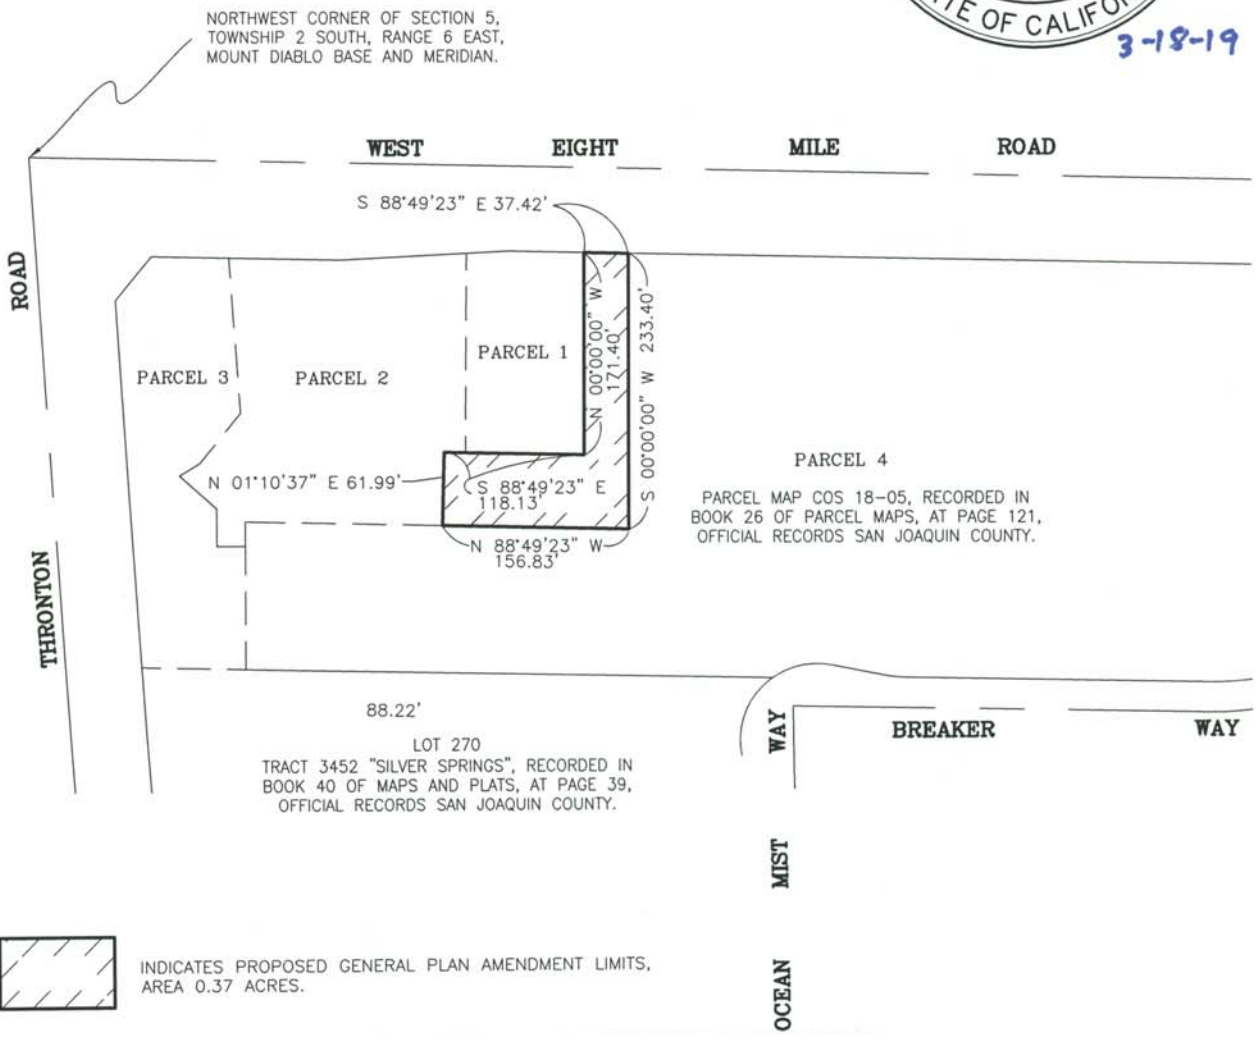 NORTHWEST CORNER OF SECTION 5,
TOWNSHIP 2 SOUTH, RANGE 6 EAST,
MOUNT DIABLO BASE AND MERIDIAN.
OF CALIFOR
3-18-19
WEST EIGHT MILE ROAD
S 88°49'23" E 37.42'
ROAD
THRONTON
N 00°00'00" W
171.40'
S 00°00'00" W 233.40'
PARCEL 1
PARCEL 3
PARCEL 2
PARCEL 4
PARCEL MAP COS 18-05, RECORDED IN
BOOK 26 OF PARCEL MAPS, AT PAGE 121,
OFFICIAL RECORDS SAN JOAQUIN COUNTY.
N 01°10'37" E 61.99'
S 88°49'23" E
118.13'
N 88°49'23" W
156.83'
88.22'
LOT 270
TRACT 3452 "SILVER SPRINGS", RECORDED IN
BOOK 40 OF MAPS AND PLATS, AT PAGE 39,
OFFICIAL RECORDS SAN JOAQUIN COUNTY.
BREAKER WAY
OCEAN MIST WAY
INDICATES PROPOSED GENERAL PLAN AMENDMENT LIMITS,
AREA 0.37 ACRES.